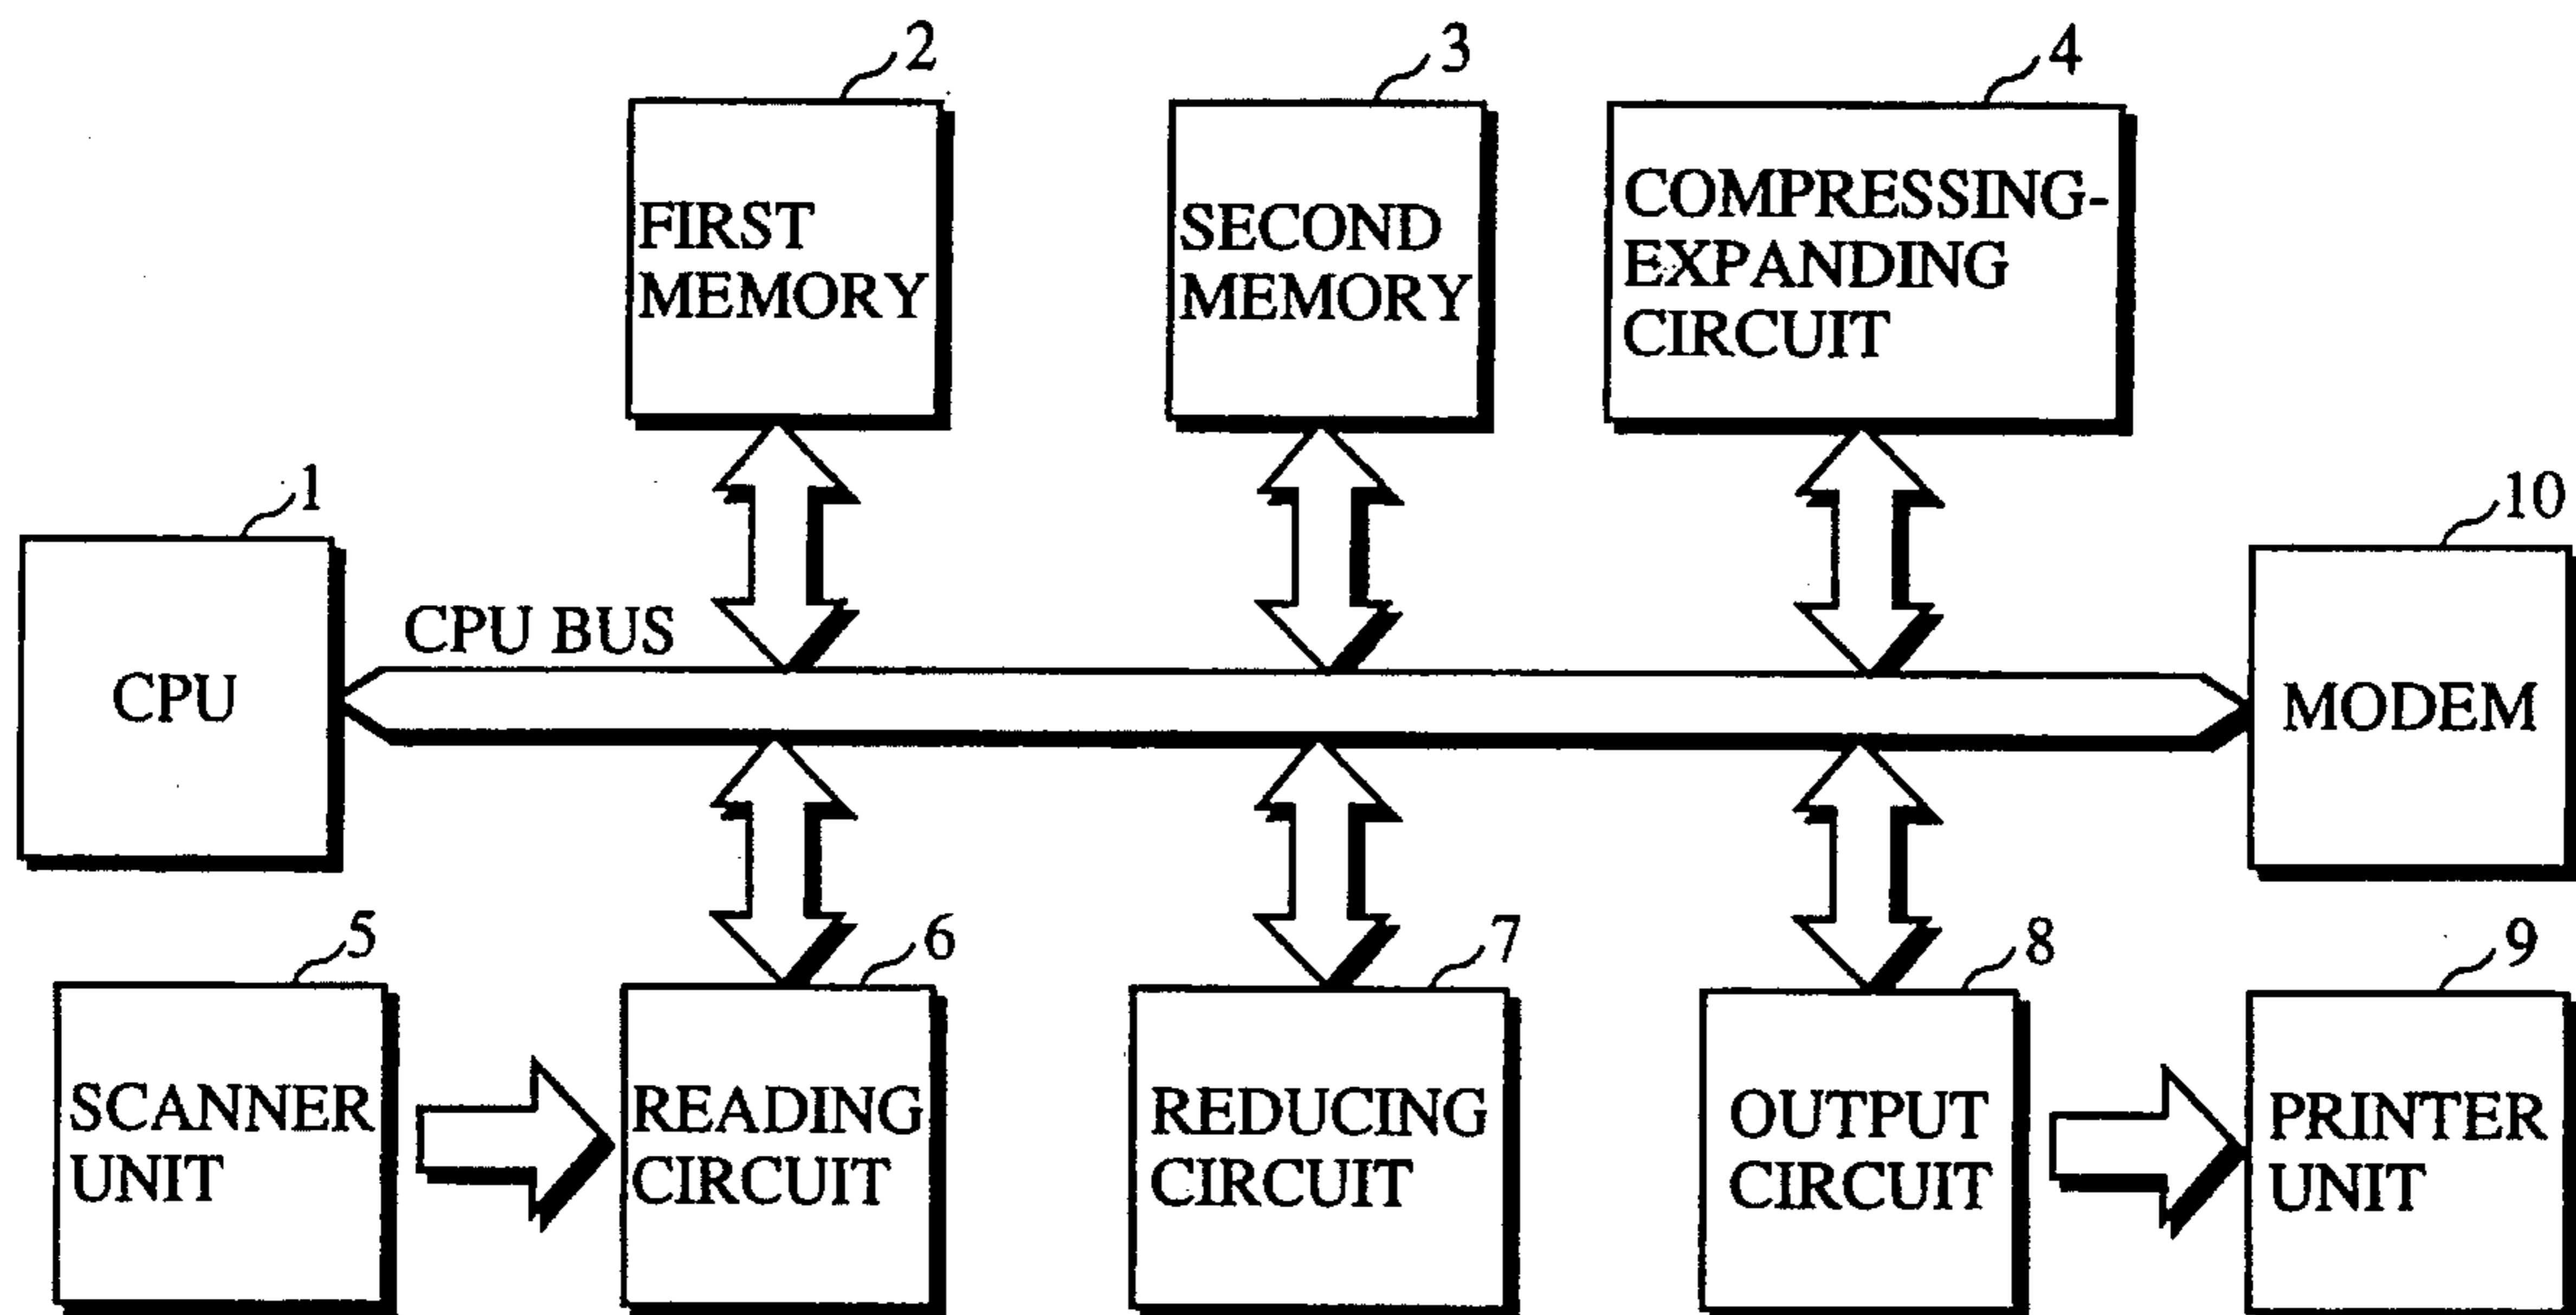 2
3
4
FIRST
MEMORY
SECOND
MEMORY
COMPRESSING-
EXPANDING
CIRCUIT
1
10
CPU BUS
CPU
MODEM
5
6
7
8
9
SCANNER
UNIT
READING
CIRCUIT
REDUCING
CIRCUIT
OUTPUT
CIRCUIT
PRINTER
UNIT